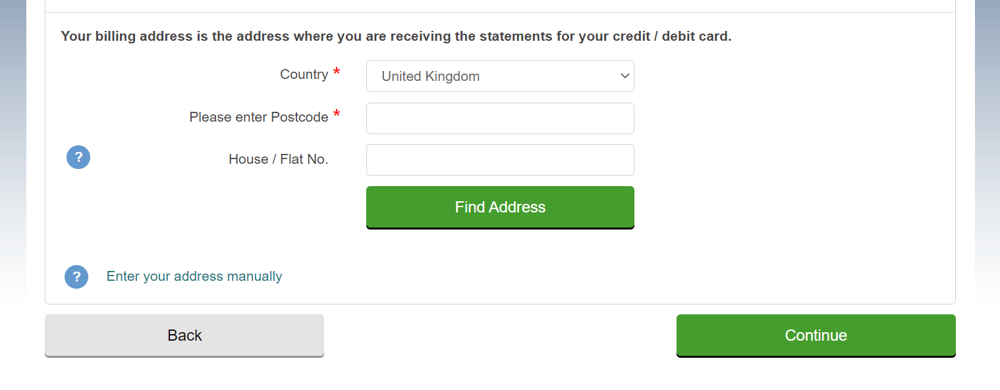 Your billing address is the address where you are receiving the statements for your credit / debit card.
Country *
United Kingdom
Please enter Postcode *
? House / Flat No.
Find Address
? Enter your address manually
Back
Continue